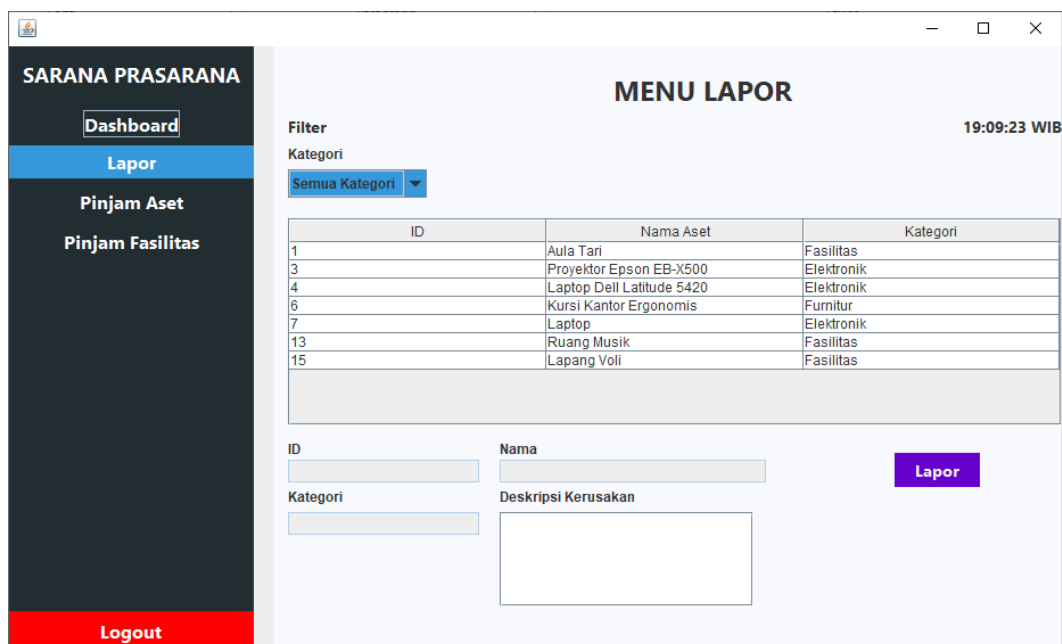 SARANA PRASARANA
Dashboard
Lapor
Pinjam Aset
Pinjam Fasilitas
Logout
MENU LAPOR
Filter
19:09:23 WIB
Kategori
Semua Kategori
ID Nama Aset Kategori
1 Aula Tari Fasilitas
3 Proyektor Epson EB-X500 Elektronik
4 Laptop Dell Latitude 5420 Elektronik
6 Kursi Kantor Ergonomis Furnitur
7 Laptop Elektronik
13 Ruang Musik Fasilitas
15 Lapang Voli Fasilitas
ID Nama
Lapor
Kategori Deskripsi Kerusakan